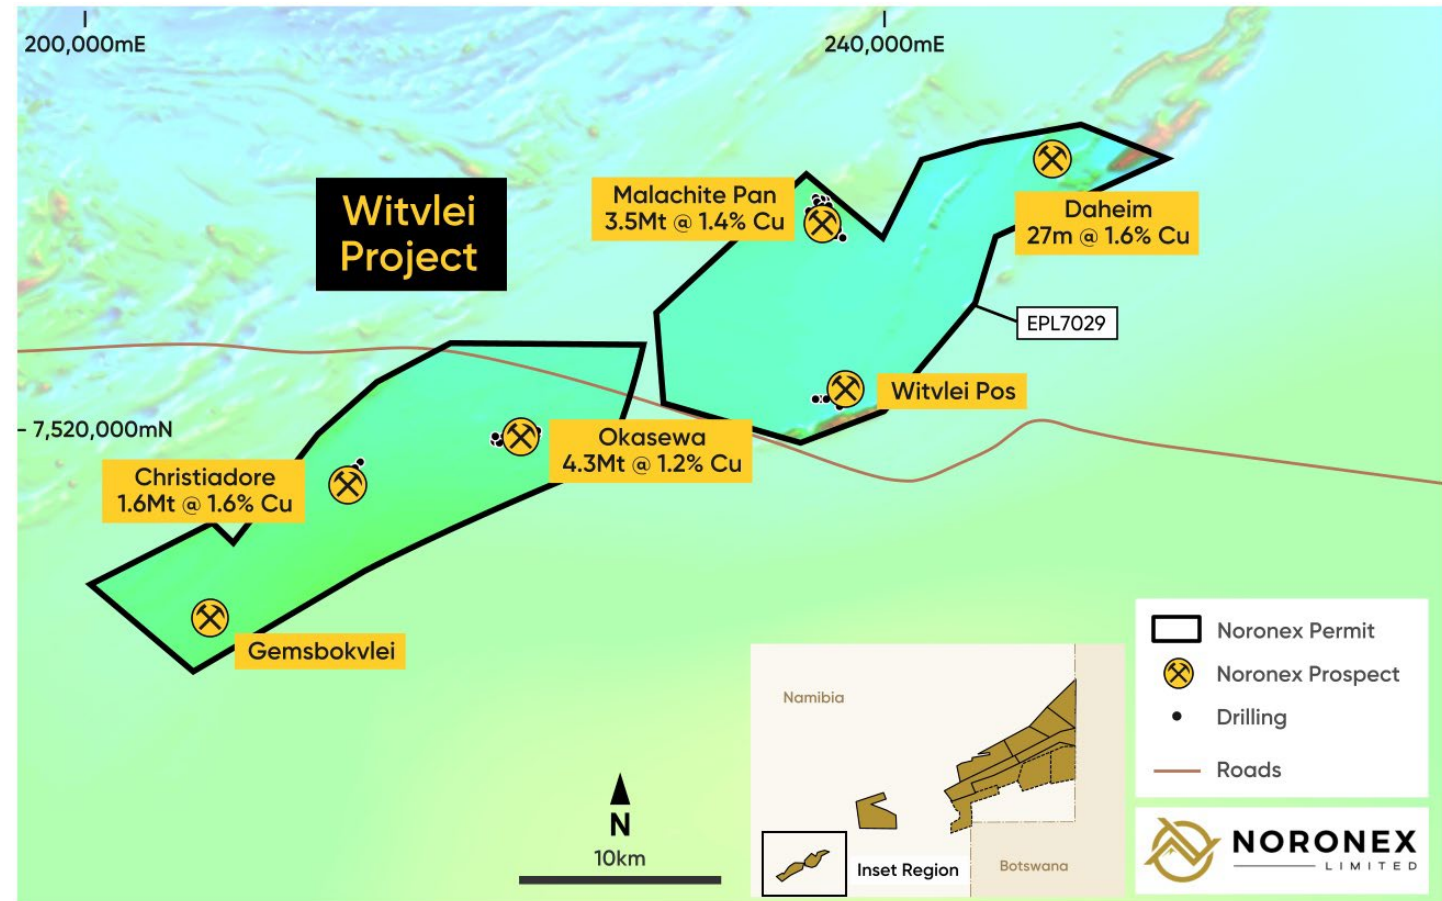 200,000mE
240,000mE
Witvlei
Project
Malachite Pan
3.5Mt @ 1.4% Cu
Daheim
27m @ 1.6% Cu
EPL7029
Witvlei Pos
7,520,000mN
Okasewa
4.3Mt @ 1.2% Cu
Christiadore
1.6Mt @ 1.6% Cu
Gemsbokvlei
N
10km
Namibia
Botswana
Inset Region
Noronex Permit
Noronex Prospect
Drilling
Roads
NORONEX
LIMITED